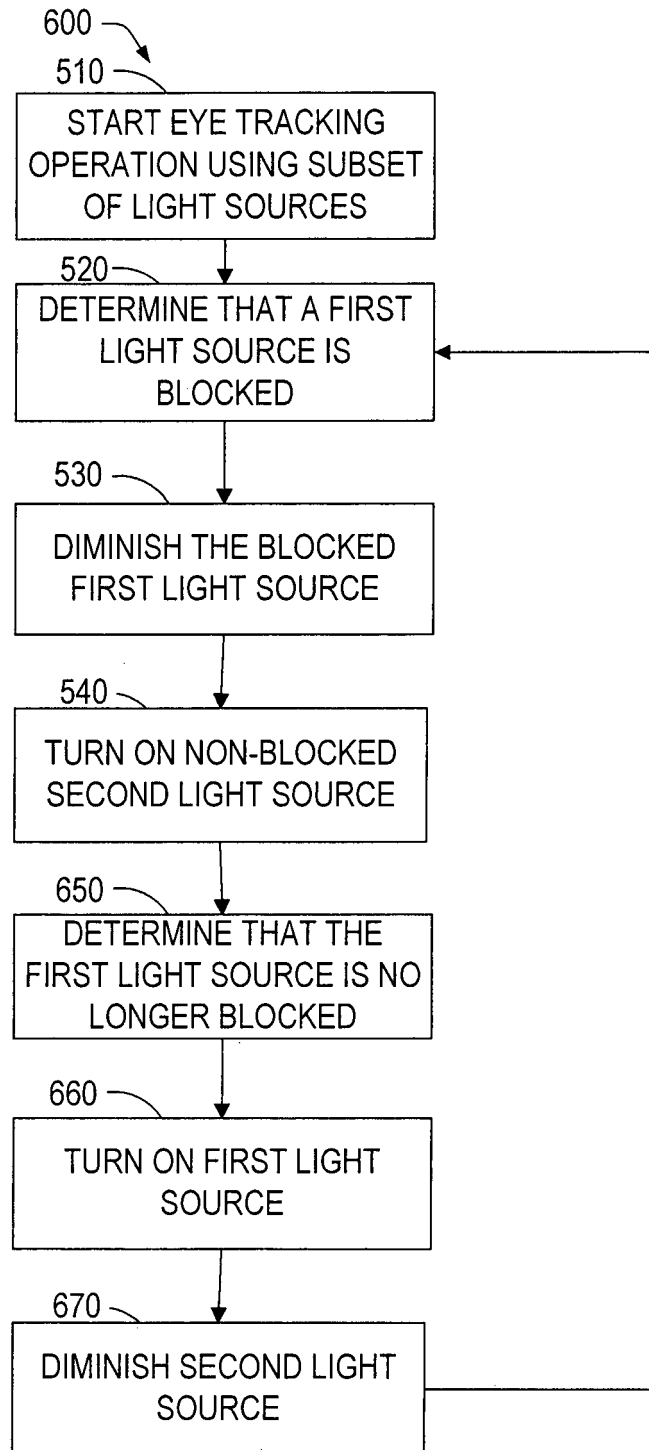 600
510
START EYE TRACKING
OPERATION USING SUBSET
OF LIGHT SOURCES
520
DETERMINE THAT A FIRST
LIGHT SOURCE IS
BLOCKED
530
DIMINISH THE BLOCKED
FIRST LIGHT SOURCE
540
TURN ON NON-BLOCKED
SECOND LIGHT SOURCE
650
DETERMINE THAT THE
FIRST LIGHT SOURCE IS NO
LONGER BLOCKED
660
TURN ON FIRST LIGHT
SOURCE
670
DIMINISH SECOND LIGHT
SOURCE